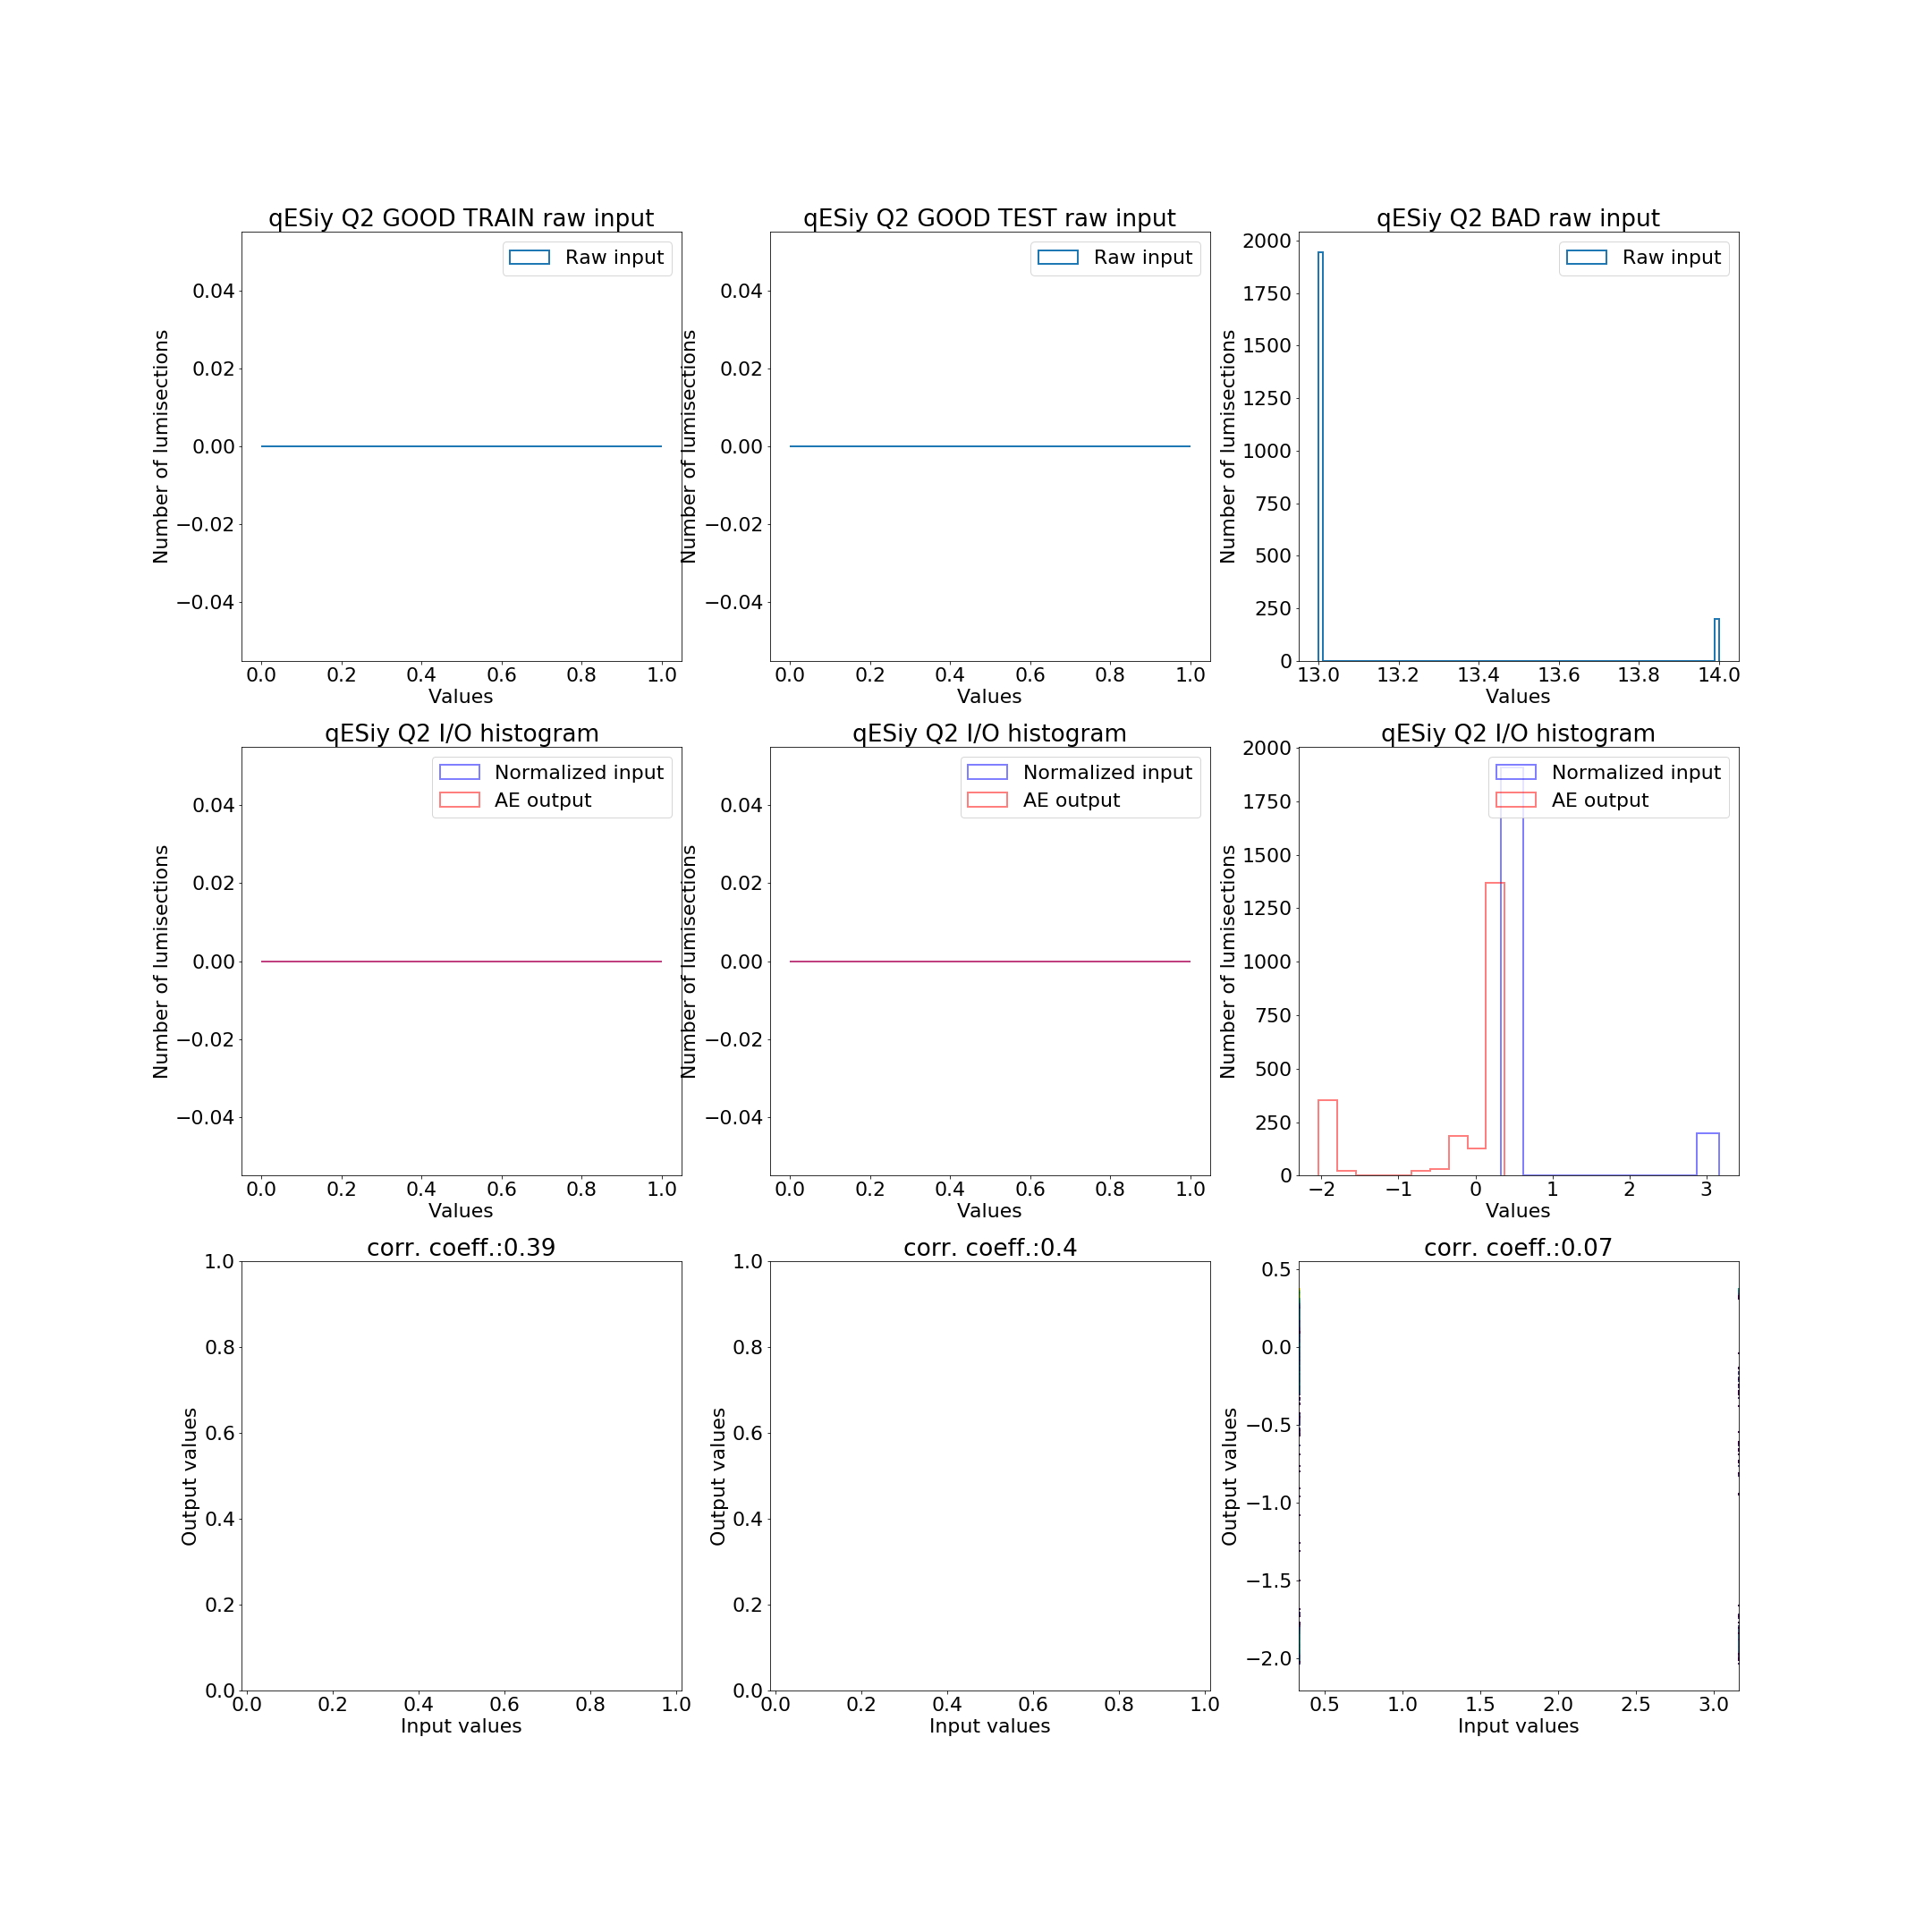 qESiy Q2 GOOD TRAIN raw input
Raw input
0.04
0.02
0.00
−0.02
−0.04
Number of lumisections
0.0 0.2 0.4 0.6 0.8 1.0
Values
qESiy Q2 GOOD TEST raw input
Raw input
0.04
0.02
0.00
−0.02
−0.04
Number of lumisections
0.0 0.2 0.4 0.6 0.8 1.0
Values
qESiy Q2 BAD raw input
Raw input
2000
1750
1500
1250
1000
750
500
250
0
Number of lumisections
13.0 13.2 13.4 13.6 13.8 14.0
Values
qESiy Q2 I/O histogram
Normalized input
AE output
0.04
0.02
0.00
−0.02
−0.04
Number of lumisections
0.0 0.2 0.4 0.6 0.8 1.0
Values
qESiy Q2 I/O histogram
Normalized input
AE output
0.04
0.02
0.00
−0.02
−0.04
Number of lumisections
0.0 0.2 0.4 0.6 0.8 1.0
Values
qESiy Q2 I/O histogram
Normalized input
AE output
2000
1750
1500
1250
1000
750
500
250
0
Number of lumisections
−2 −1 0 1 2 3
Values
corr. coeff.:0.39
1.0
0.8
0.6
0.4
0.2
0.0
Output values
0.0 0.2 0.4 0.6 0.8 1.0
Input values
corr. coeff.:0.4
1.0
0.8
0.6
0.4
0.2
0.0
Output values
0.0 0.2 0.4 0.6 0.8 1.0
Input values
corr. coeff.:0.07
0.5
0.0
−0.5
−1.0
−1.5
−2.0
Output values
0.5 1.0 1.5 2.0 2.5 3.0
Input values